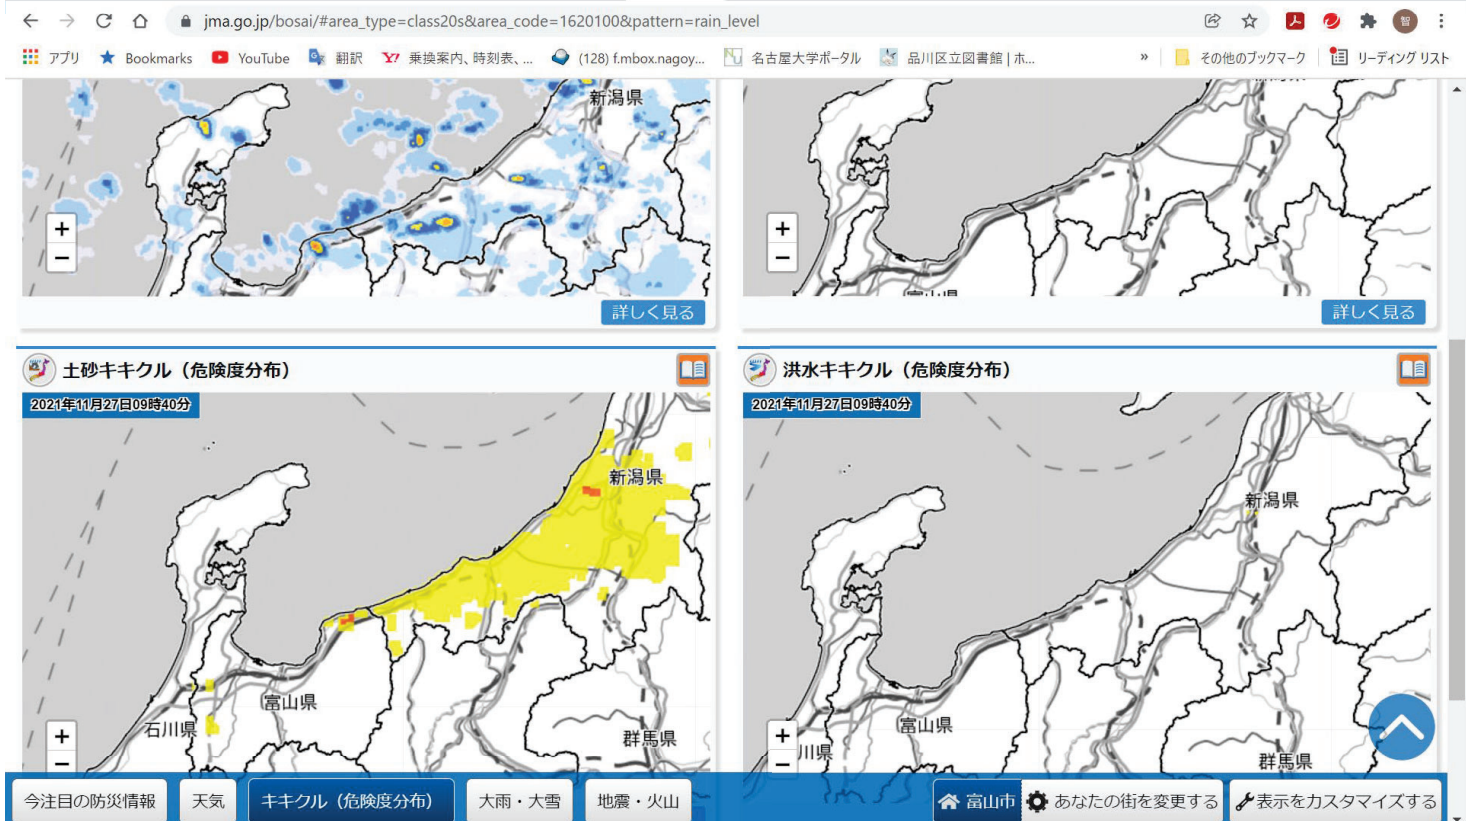 jma.go.jp/bosai/#area_type=class20s&area_code=1620100&pattern=rain_level
智
アプリ Bookmarks YouTube 翻訳 乗換案内、時刻表、... (128) f.mbox.nagoy... 名古屋大学ポータル 品川区立図書館 | ホ... » その他のブックマーク リーディング リスト
新潟県
+
−
詳しく見る
+
−
富山県
詳しく見る
土砂キキクル（危険度分布）
2021年11月27日09時40分
新潟県
富山県
石川県
群馬県
+
−
洪水キキクル（危険度分布）
2021年11月27日09時40分
新潟県
富山県
川県
群馬県
+
−
今注目の防災情報 天気 キキクル（危険度分布） 大雨・大雪 地震・火山 富山市 あなたの街を変更する 表示をカスタマイズする